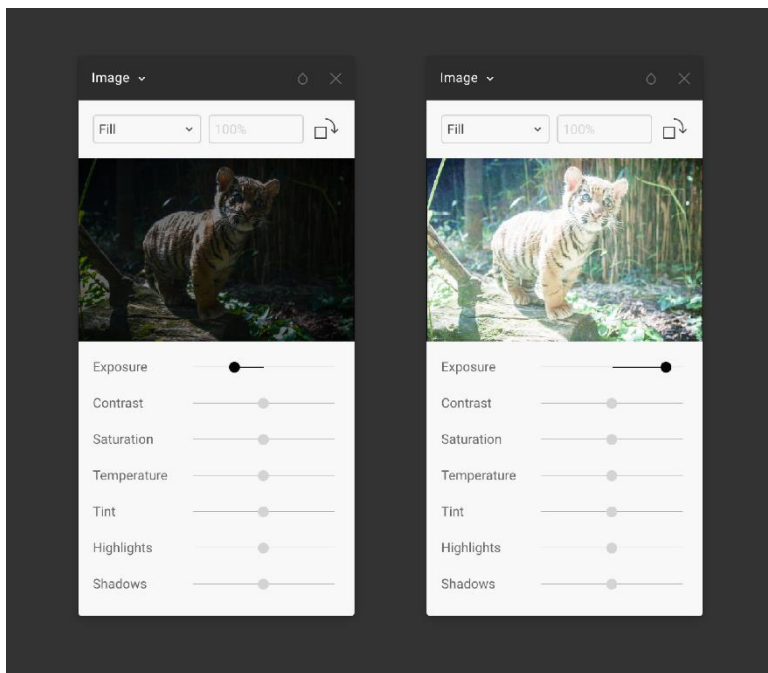 Image
Fill 100%
Exposure
Contrast
Saturation
Temperature
Tint
Highlights
Shadows
Image
Fill 100%
Exposure
Contrast
Saturation
Temperature
Tint
Highlights
Shadows